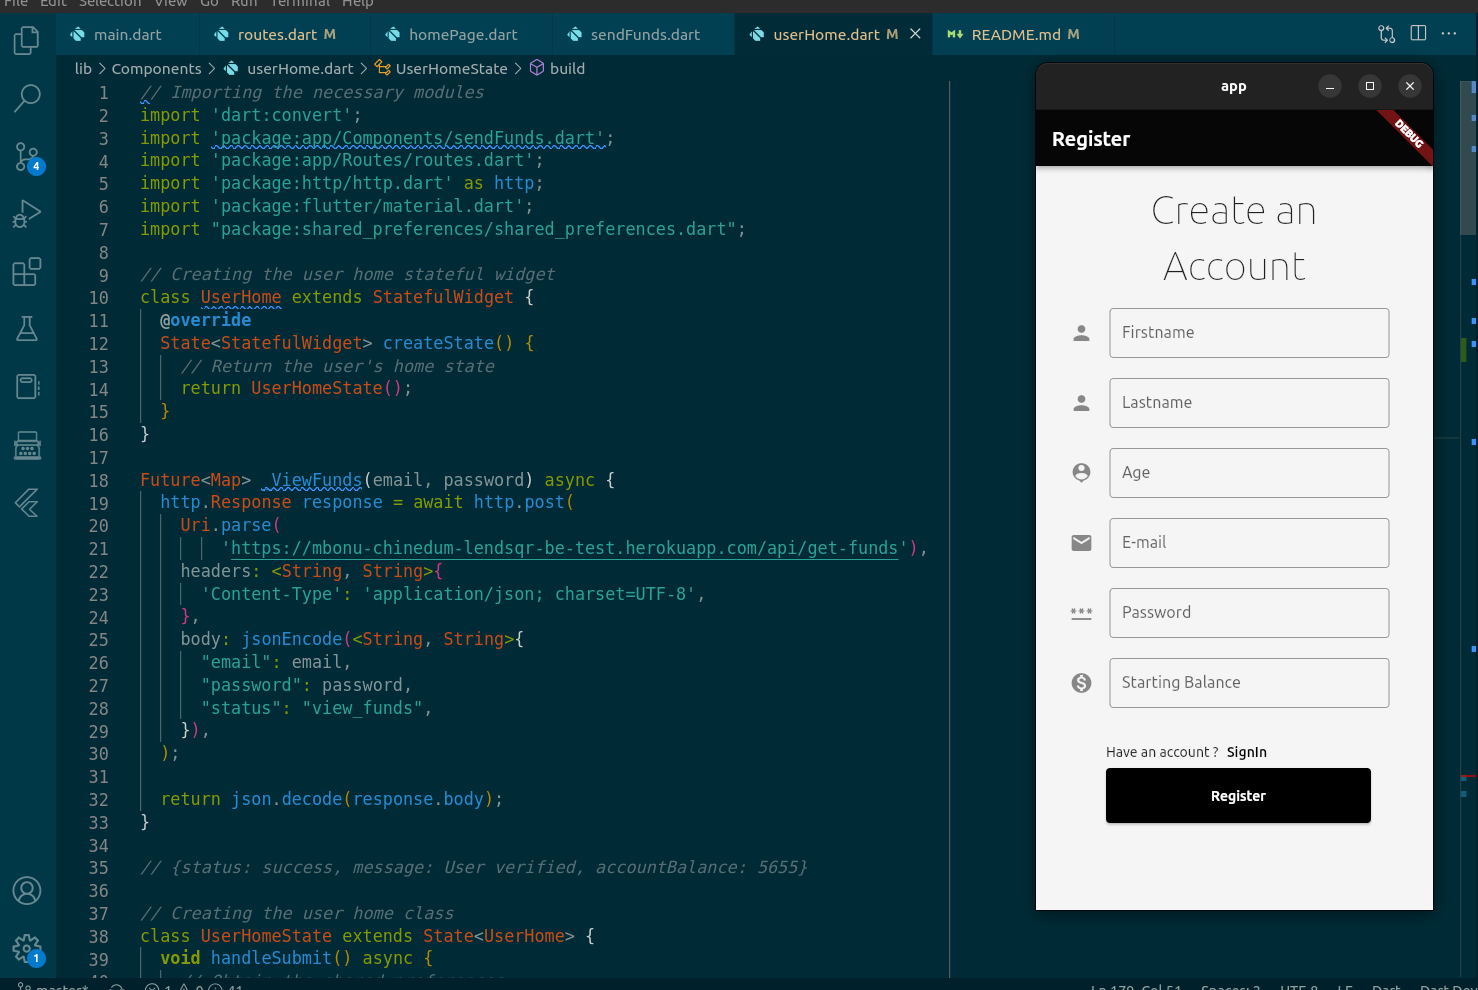 File Edit Selection View Go Run Terminal Help
main.dart routes.dart M homePage.dart sendFunds.dart userHome.dart M README.md M
lib > Components > userHome.dart > UserHomeState > build
1 // Importing the necessary modules
2 import 'dart:convert';
3 import 'package:app/Components/sendFunds.dart';
4 import 'package:app/Routes/routes.dart';
5 import 'package:http/http.dart' as http;
6 import 'package:flutter/material.dart';
7 import "package:shared_preferences/shared_preferences.dart";
8
9 // Creating the user home stateful widget
10 class UserHome extends StatefulWidget {
11 @override
12 State<StatefulWidget> createState() {
13 // Return the user's home state
14 return UserHomeState();
15 }
16 }
17
18 Future<Map> _ViewFunds(email, password) async {
19 http.Response response = await http.post(
20 Uri.parse(
21 'https://mbonu-chinedum-lendsqr-be-test.herokuapp.com/api/get-funds'),
22 headers: <String, String>{
23 'Content-Type': 'application/json; charset=UTF-8',
24 },
25 body: jsonEncode(<String, String>{
26 "email": email,
27 "password": password,
28 "status": "view_funds",
29 }),
30 );
31
32 return json.decode(response.body);
33 }
34
35 // {status: success, message: User verified, accountBalance: 5655}
36
37 // Creating the user home class
38 class UserHomeState extends State<UserHome> {
39 void handleSubmit() async {
4
1
app
Register
DEBUG
Create an
Account
Firstname
Lastname
Age
E-mail
Password
Starting Balance
Have an account ? SignIn
Register